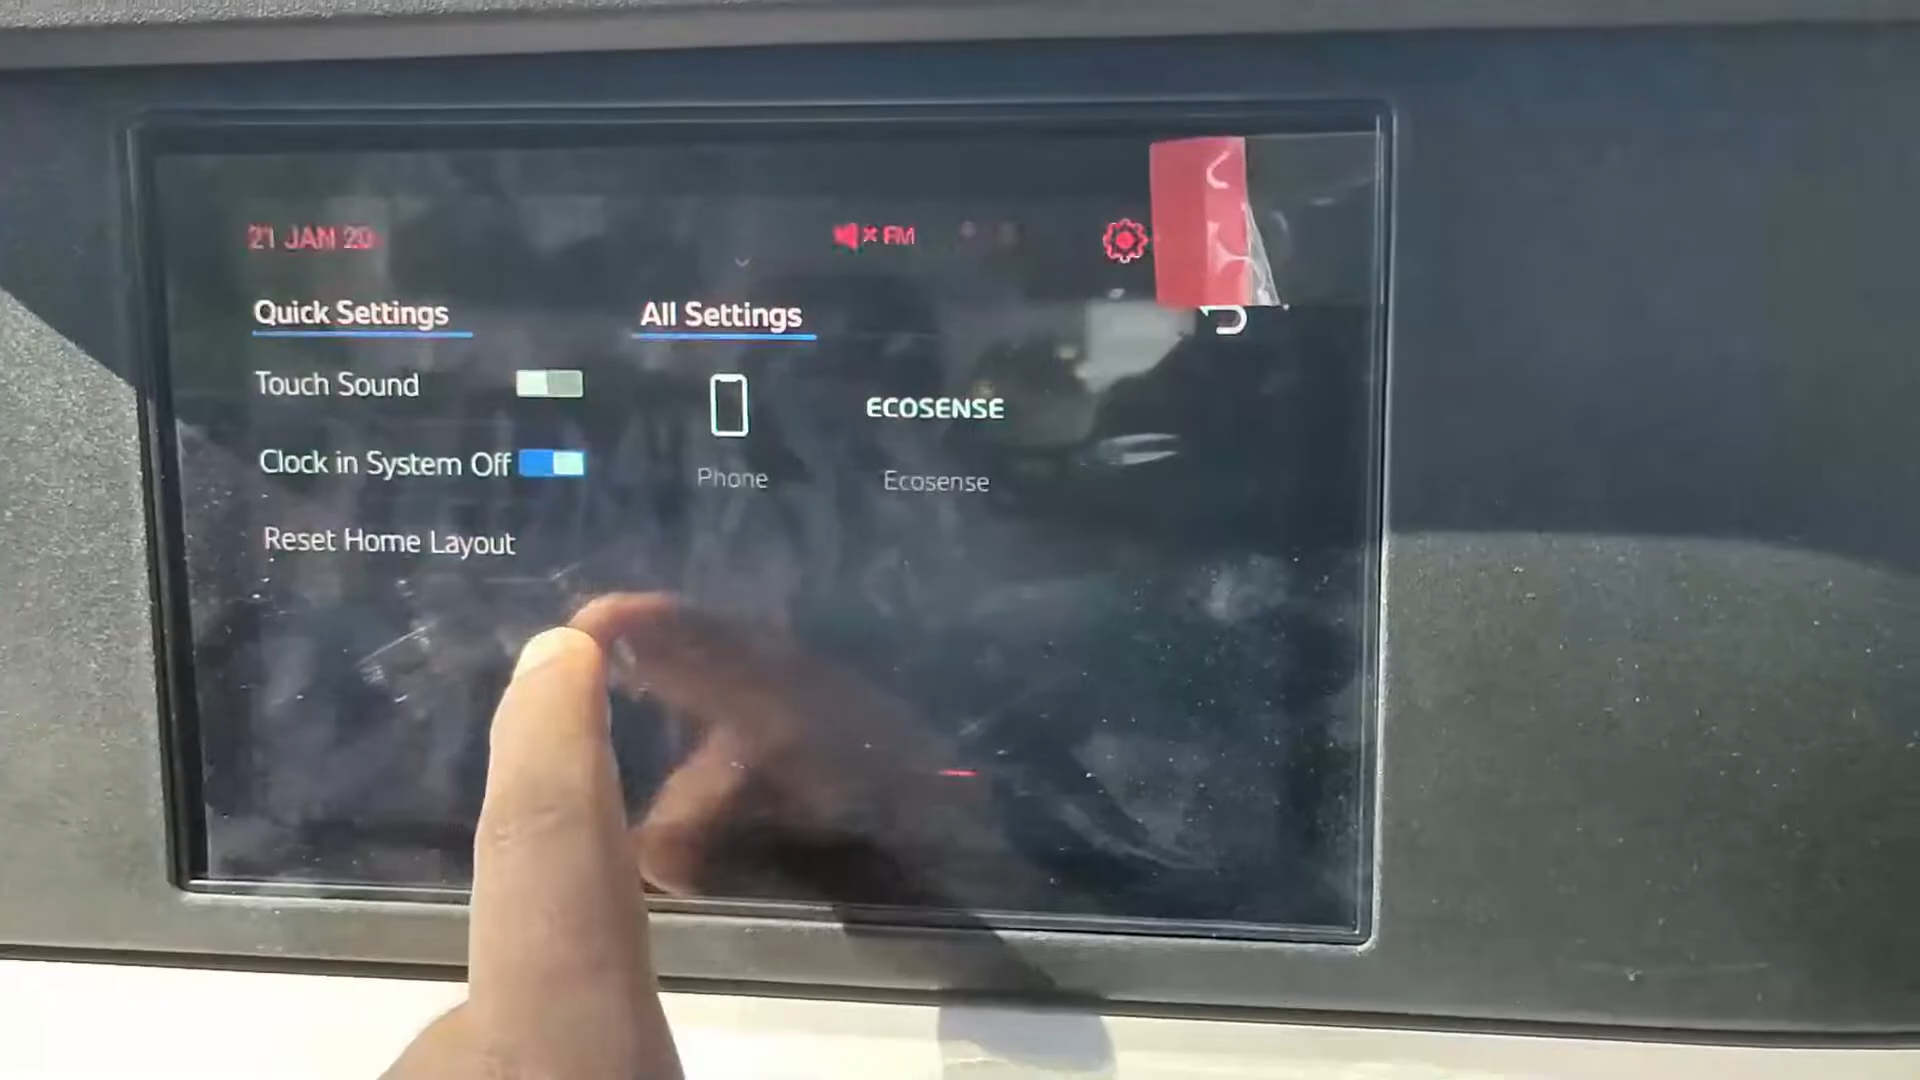 21 JAN 20
FM
Quick Settings
All Settings
Touch Sound
ECOSENSE
Clock in System Off
Phone
Ecosense
Reset Home Layout